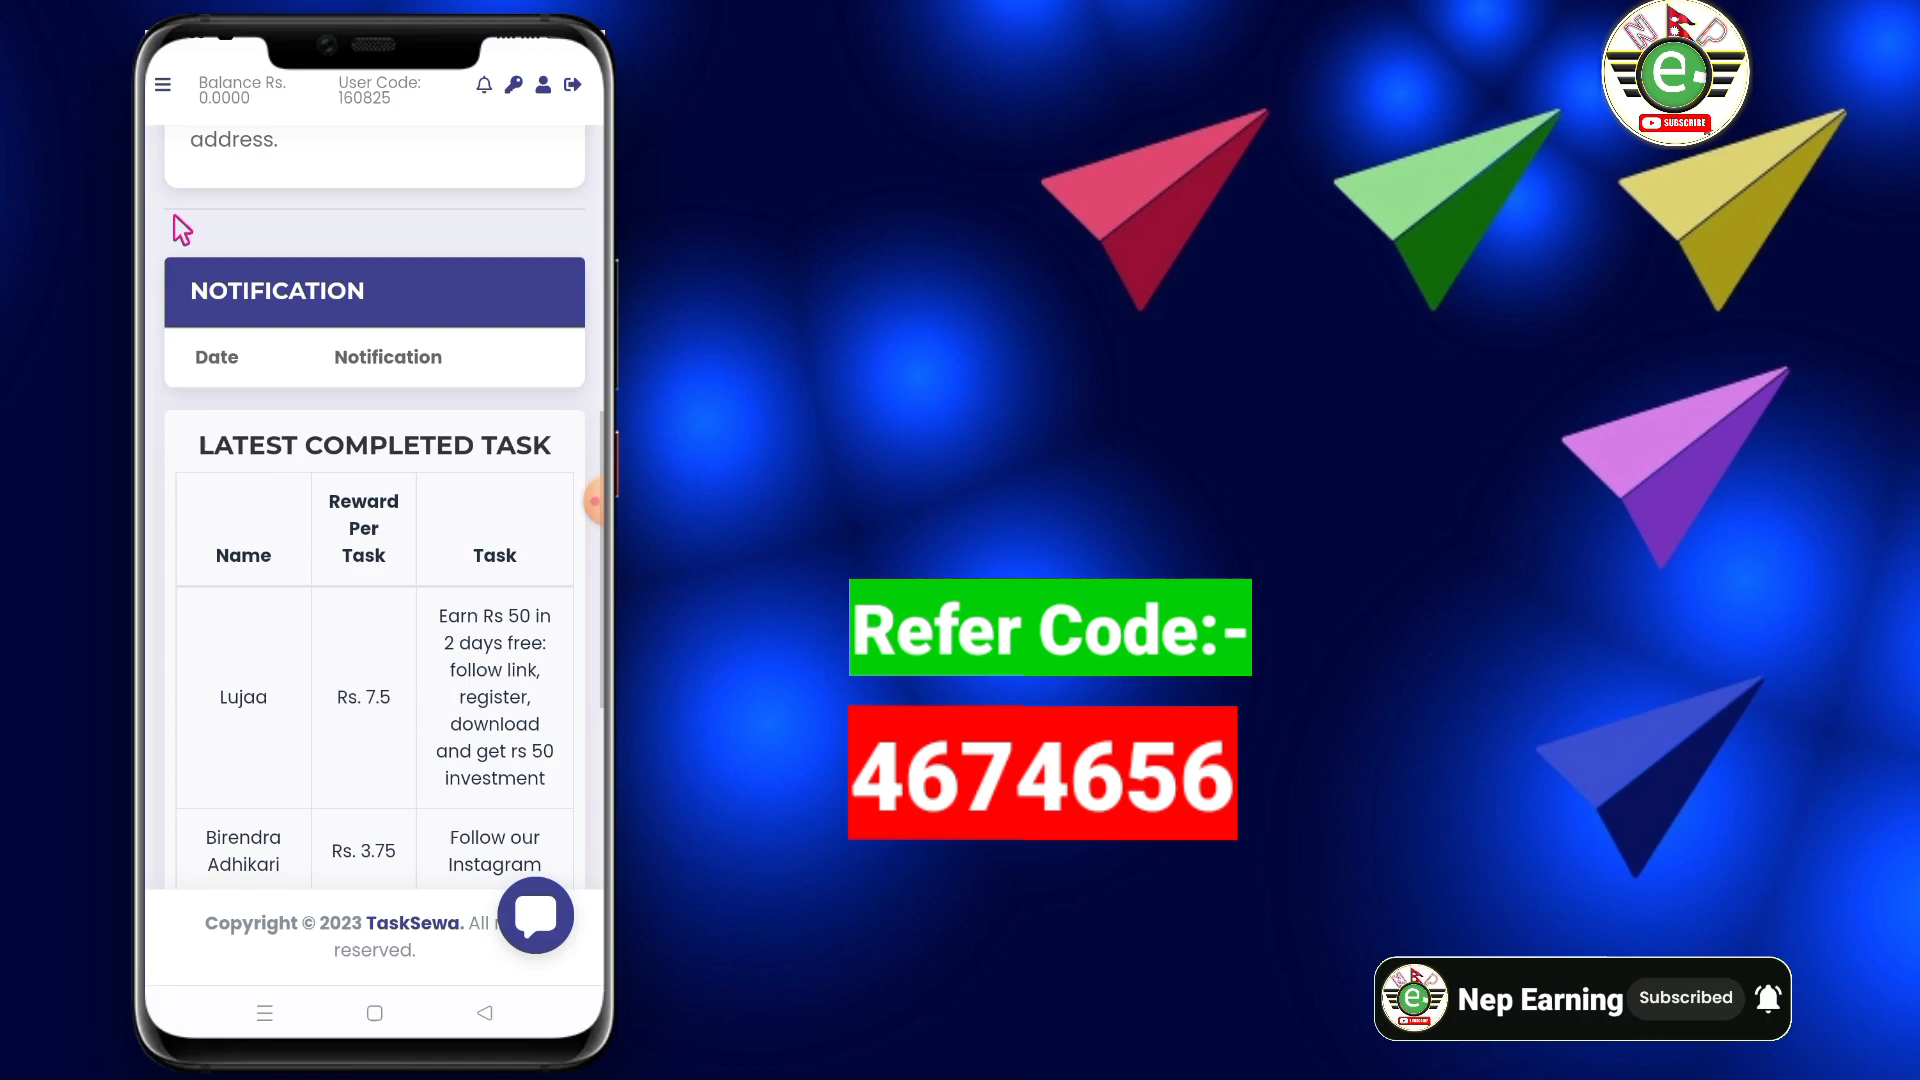 Balance Rs.
0.0000
User Code:
160825
address.
NOTIFICATION
Date Notification
LATEST COMPLETED TASK
Name
Reward
Per
Task
Task
Lujaa
Rs. 7.5
Earn Rs 50 in
2 days free:
follow link,
register,
download
and get rs 50
investment
Birendra
Adhikari
Rs. 3.75
Follow our
Instagram
Copyright © 2023 TaskSewa. All
reserved.
Refer Code:-
4674656
N P
e
SUBSCRIBE
Nep Earning
Subscribed